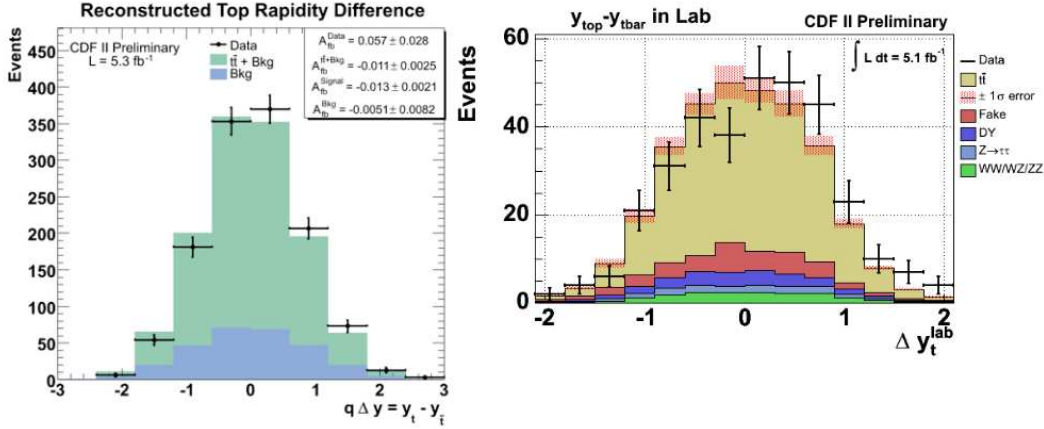 Reconstructed Top Rapidity Difference
CDF II Preliminary
L = 5.3 fb⁻¹
Data
tt̄ + Bkg
Bkg
A_fb^Data = 0.057 ± 0.028
A_fb^tt̄+Bkg = -0.011 ± 0.0025
A_fb^Signal = -0.013 ± 0.0021
A_fb^Bkg = -0.0051 ± 0.0082
Events
450
400
350
300
250
200
150
100
50
0
-3 -2 -1 0 1 2 3
q Δ y = y_t - y_t̄
y_top-y_tbar in Lab
CDF II Preliminary
∫ L dt = 5.1 fb⁻¹
Data
tt̄
± 1σ error
Fake
DY
Z→ττ
WW/WZ/ZZ
Events
60
40
20
0
-2 -1 0 1 2
Δ y_t^lab